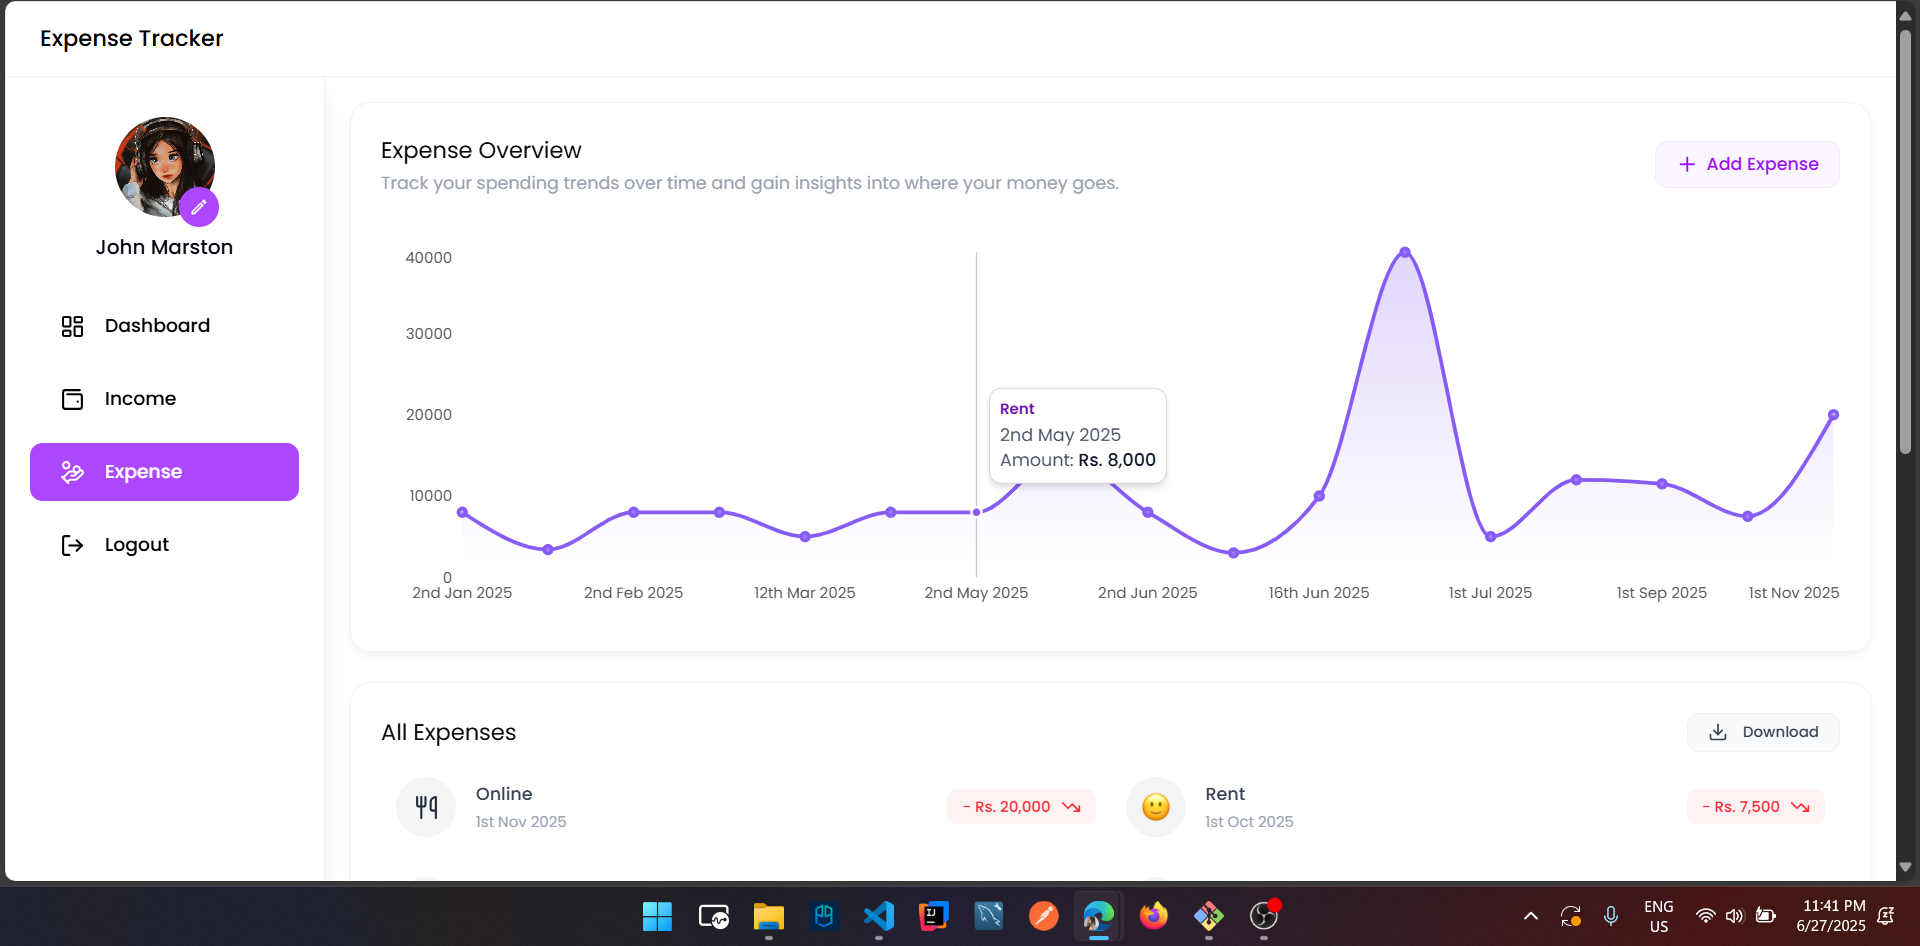 Expense Tracker
John Marston
Dashboard
Income
Expense
Logout
Expense Overview
Track your spending trends over time and gain insights into where your money goes.
Add Expense
40000
30000
20000
10000
0
Rent
2nd May 2025
Amount: Rs. 8,000
2nd Jan 2025
2nd Feb 2025
12th Mar 2025
2nd May 2025
2nd Jun 2025
16th Jun 2025
1st Jul 2025
1st Sep 2025
1st Nov 2025
All Expenses
Download
Online
1st Nov 2025
- Rs. 20,000
Rent
1st Oct 2025
- Rs. 7,500
IJ
ENG
US
11:41 PM
6/27/2025